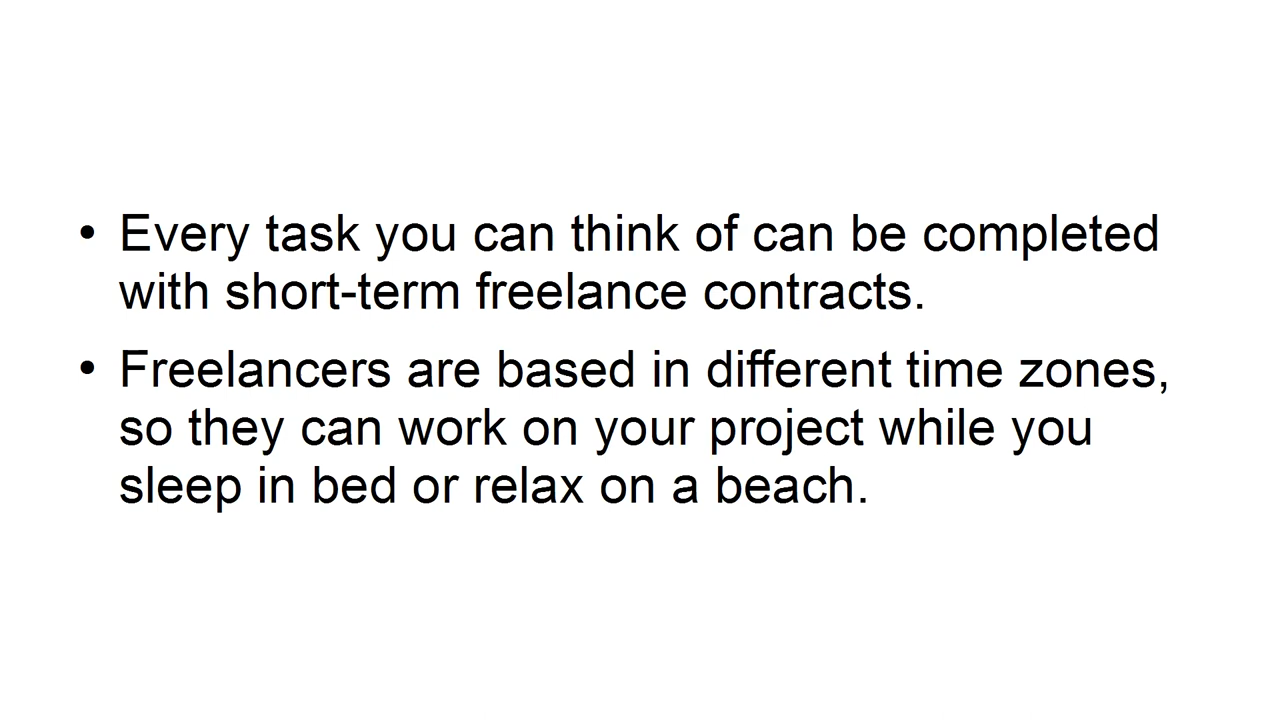 • Every task you can think of can be completed
with short-term freelance contracts.
• Freelancers are based in different time zones,
so they can work on your project while you
sleep in bed or relax on a beach.